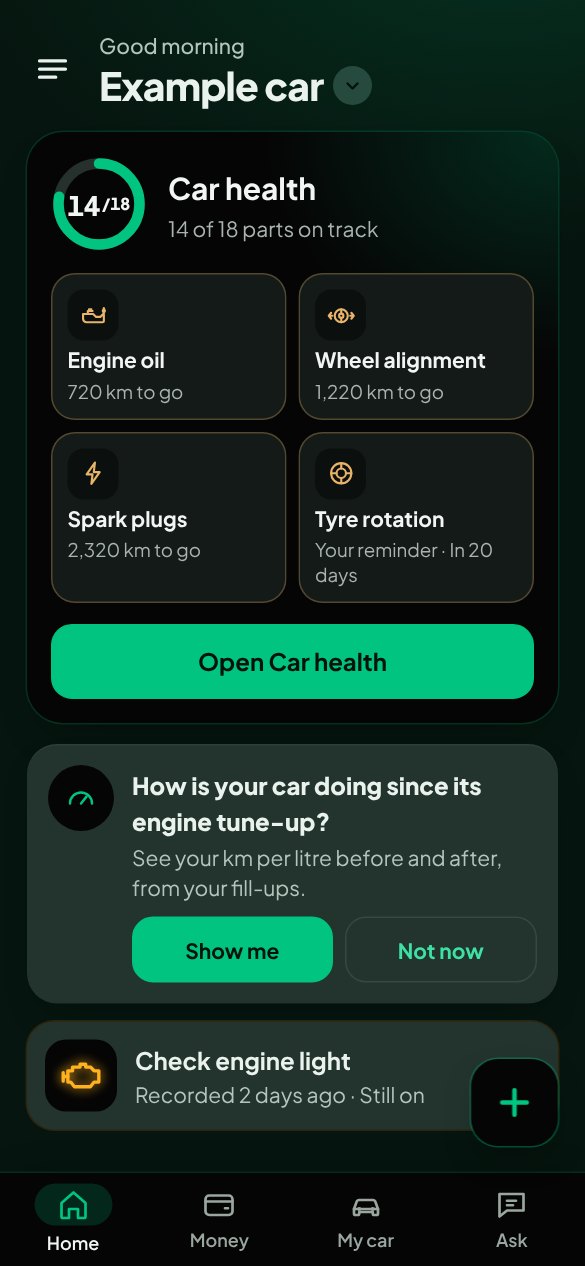 Good morning
Example car
14/18
Car health
14 of 18 parts on track
Engine oil
720 km to go
Wheel alignment
1,220 km to go
Spark plugs
2,320 km to go
Tyre rotation
Your reminder · In 20
days
Open Car health
How is your car doing since its
engine tune-up?
See your km per litre before and after,
from your fill-ups.
Show me
Not now
Check engine light
Recorded 2 days ago · Still on
Home
Money
My car
Ask